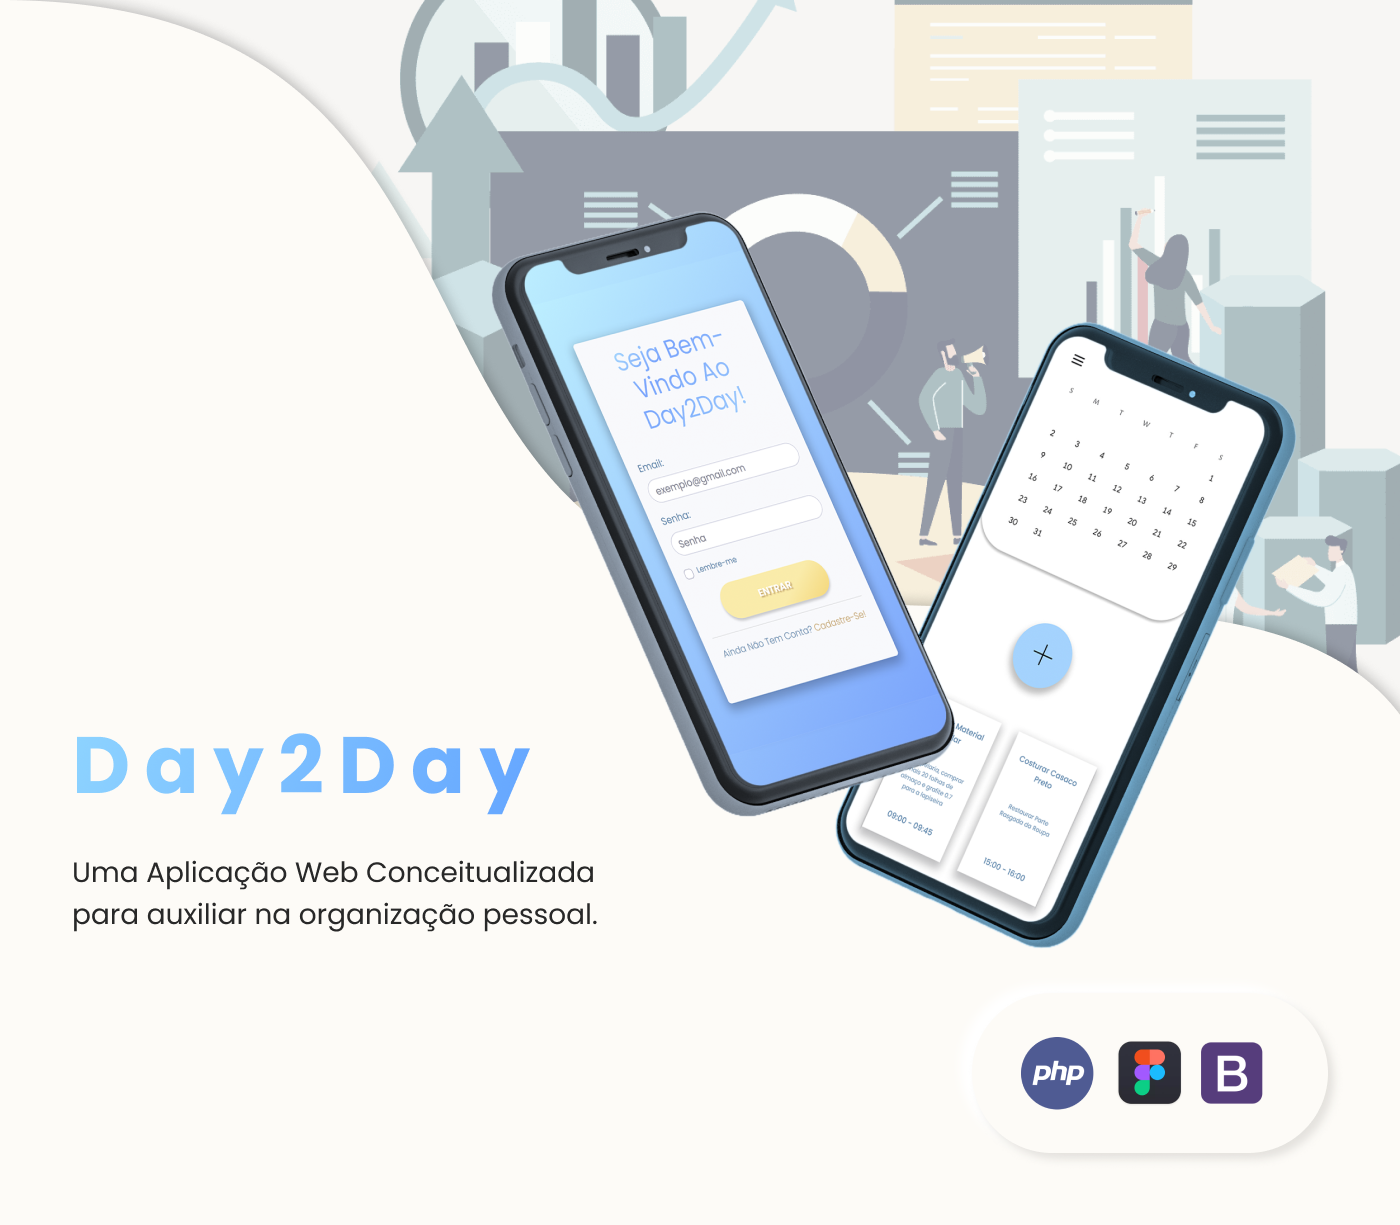 Seja Bem-
Vindo Ao
Day2Day!
Email:
exemplo@gmail.com
Senha:
Senha
Lembre-me
ENTRAR
Ainda Não Tem Conta? Cadastre-Se!
S M T W T F S
1
2 3 4 5 6 7 8
9 10 11 12 13 14 15
16 17 18 19 20 21 22
23 24 25 26 27 28 29
30 31
Material
comprar
20 folhas de
almaço e grafite 0.7
para a lapiseira
09:00 - 09:45
Costurar Casaco
Preto
Restaurar Parte
Rasgada da Roupa
15:00 - 16:00
Day2Day
Uma Aplicação Web Conceitualizada
para auxiliar na organização pessoal.
php
B